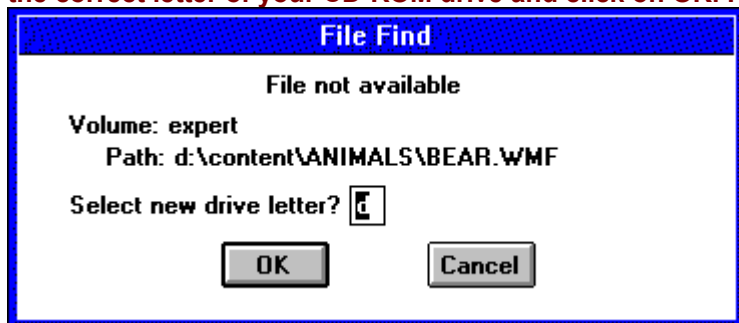 the correct letter of your CD-ROM drive and click on OK.
File Find
File not available
Volume: expert
Path: d:\content\ANIMALS\BEAR.WMF
Select new drive letter?
OK Cancel